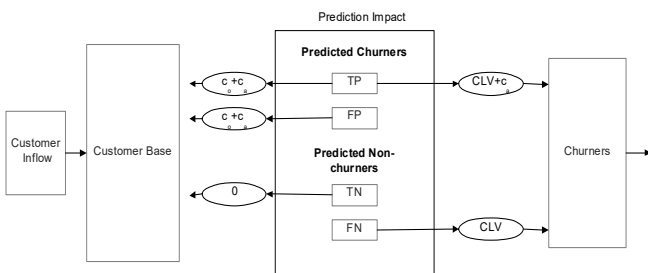 Prediction Impact
Predicted Churners
c +c
o a
TP
CLV+c
a
c +c
o a
FP
Customer
Inflow
Customer Base
Predicted Non-
churners
Churners
0
TN
FN
CLV